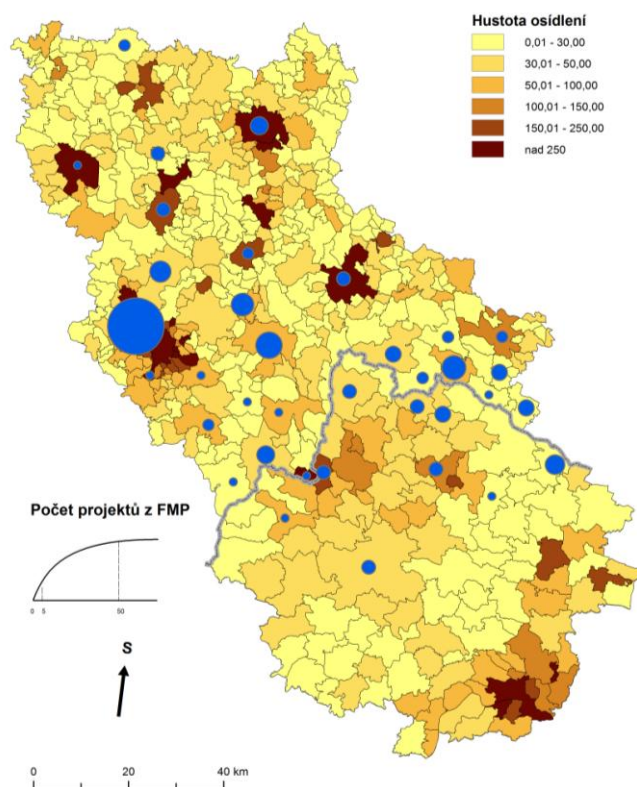 Hustota osídlení
0,01 - 30,00
30,01 - 50,00
50,01 - 100,00
100,01 - 150,00
150,01 - 250,00
nad 250
Počet projektů z FMP
0 5 50
S
0 20 40 km